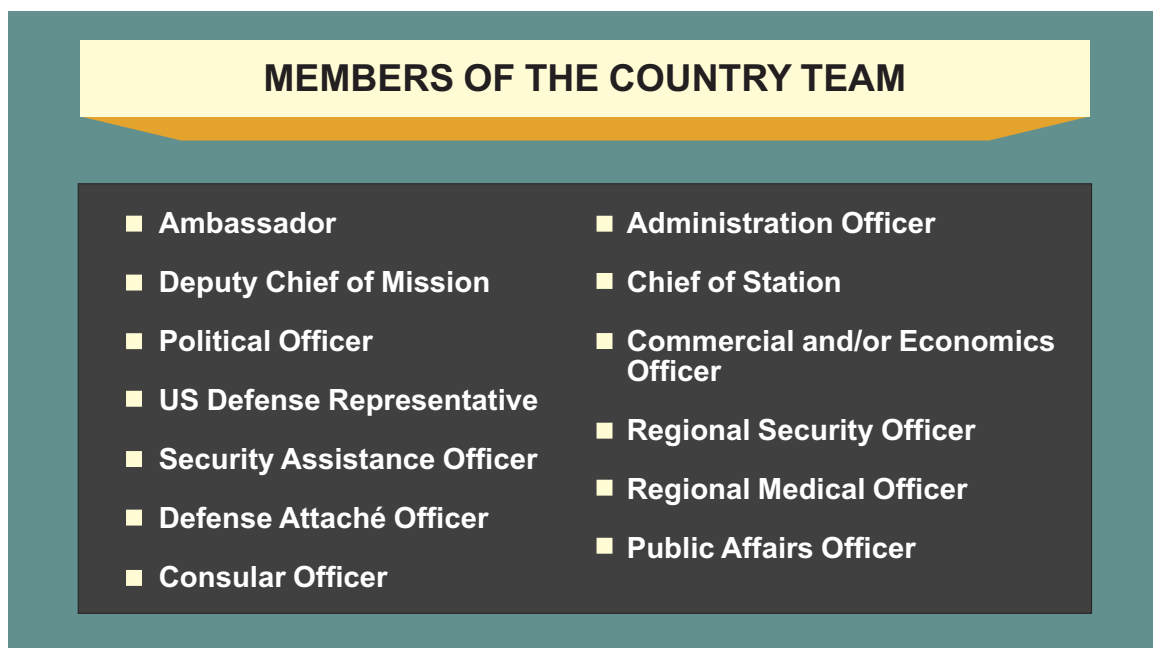 MEMBERS OF THE COUNTRY TEAM
Ambassador
Deputy Chief of Mission
Political Officer
US Defense Representative
Security Assistance Officer
Defense Attaché Officer
Consular Officer
Administration Officer
Chief of Station
Commercial and/or Economics
Officer
Regional Security Officer
Regional Medical Officer
Public Affairs Officer